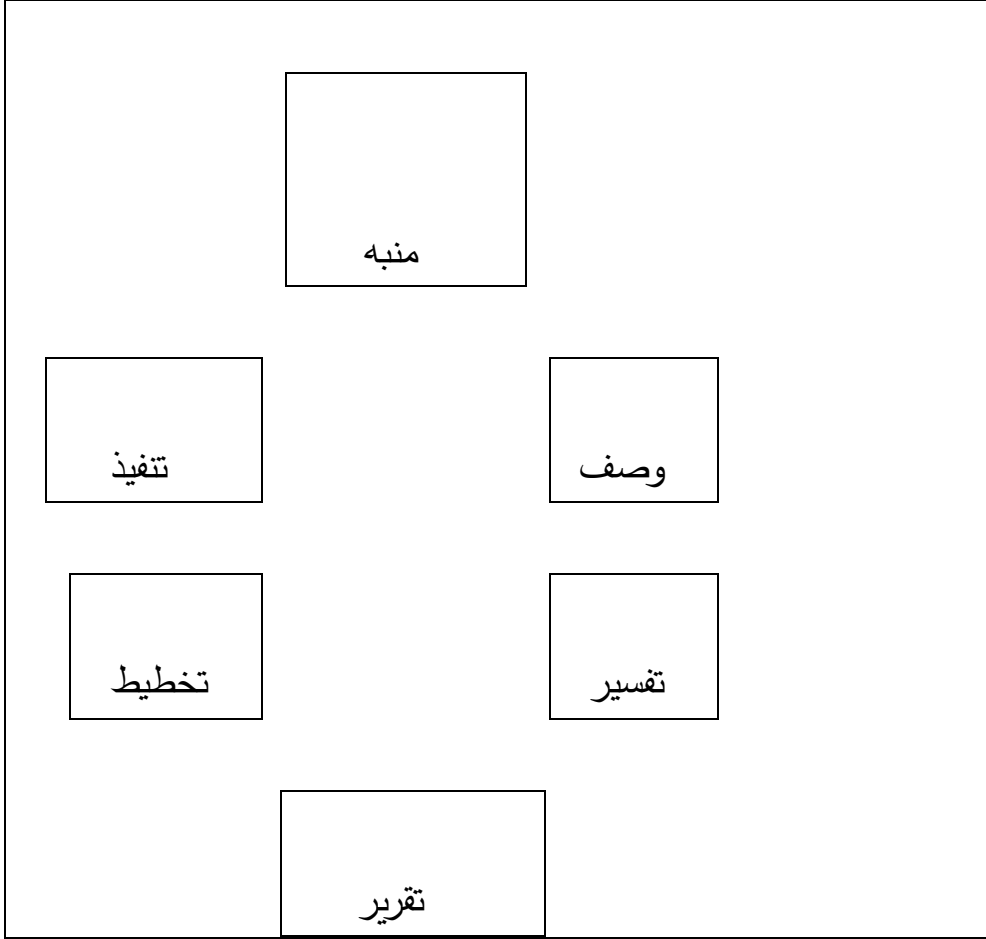 منبه
وصف
تنفيذ
تفسير
تخطيط
تقرير